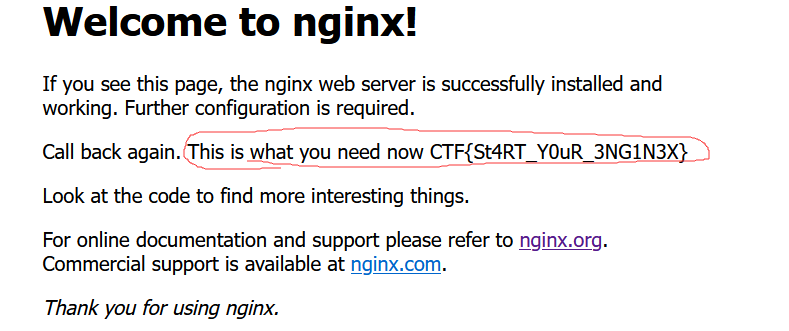 Welcome to nginx!
If you see this page, the nginx web server is successfully installed and
working. Further configuration is required.
Call back again. This is what you need now CTF{St4RT_Y0uR_3NG1N3X}
Look at the code to find more interesting things.
For online documentation and support please refer to nginx.org.
Commercial support is available at nginx.com.
Thank you for using nginx.